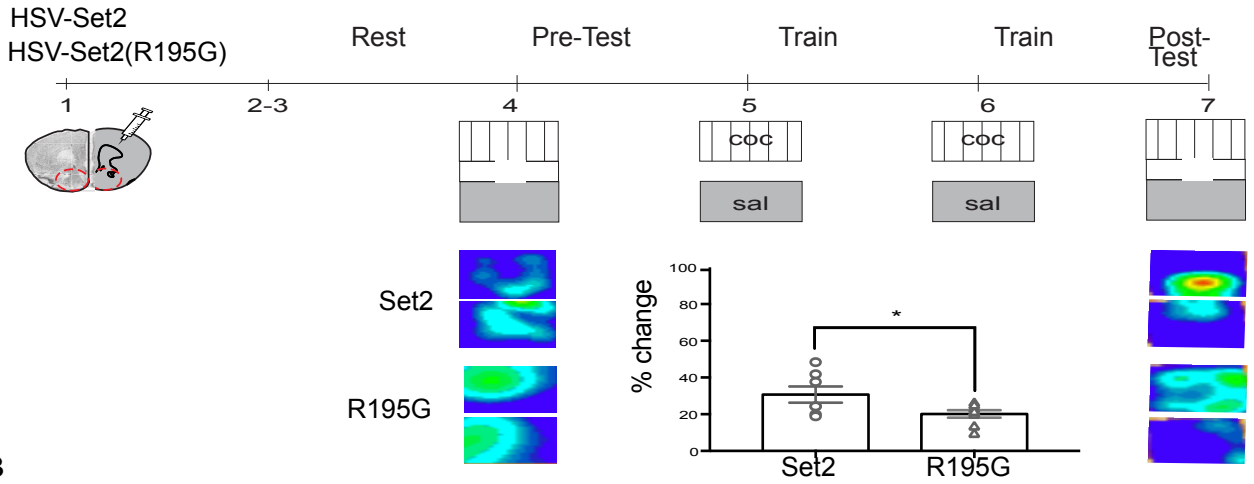 HSV-Set2
HSV-Set2(R195G)
Rest
Pre-Test
Train
Train
Post-
Test
1
2-3
4
5
6
7
coc
coc
sal
sal
Set2
R195G
% change
100
80
60
40
20
0
*
Set2
R195G